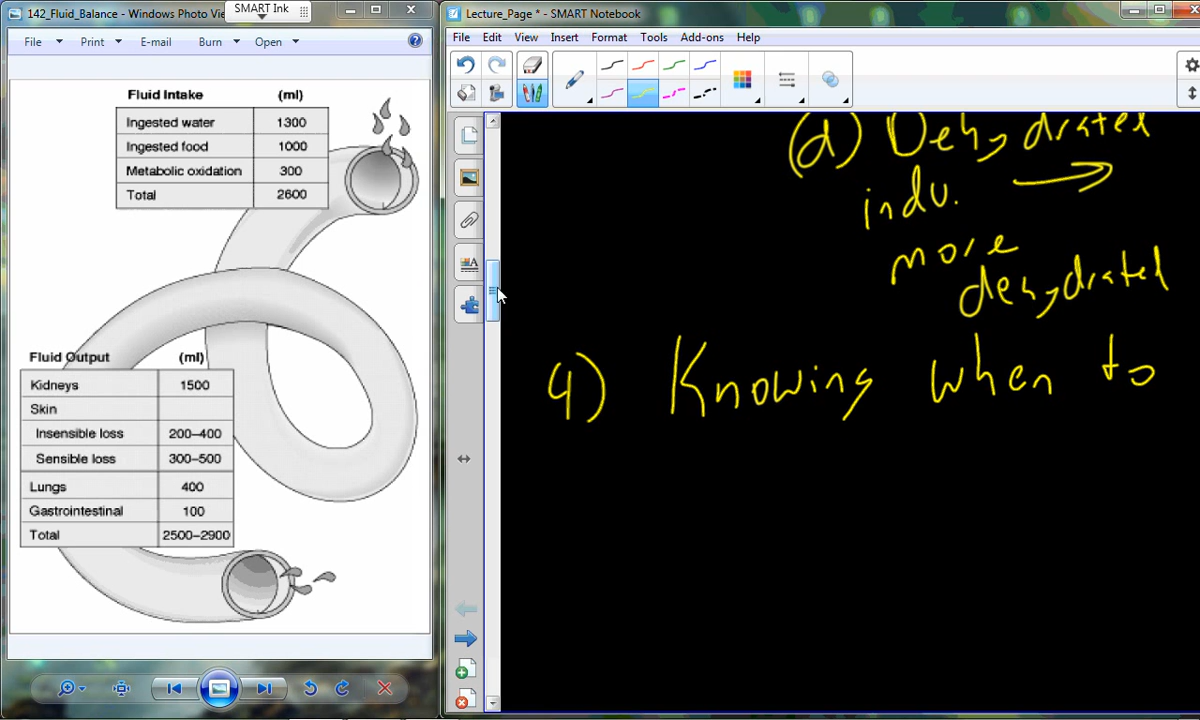 142_Fluid_Balance - Windows Photo Vie
SMART Ink
File Print E-mail Burn Open
Fluid Intake (ml)
Ingested water 1300
Ingested food 1000
Metabolic oxidation 300
Total 2600
Fluid Output (ml)
Kidneys 1500
Skin
Insensible loss 200–400
Sensible loss 300–500
Lungs 400
Gastrointestinal 100
Total 2500–2900
Lecture_Page * - SMART Notebook
File Edit View Insert Format Tools Add-ons Help
(d) Dehydrated
indv. →
more
dehydrated
4) Knowing when to